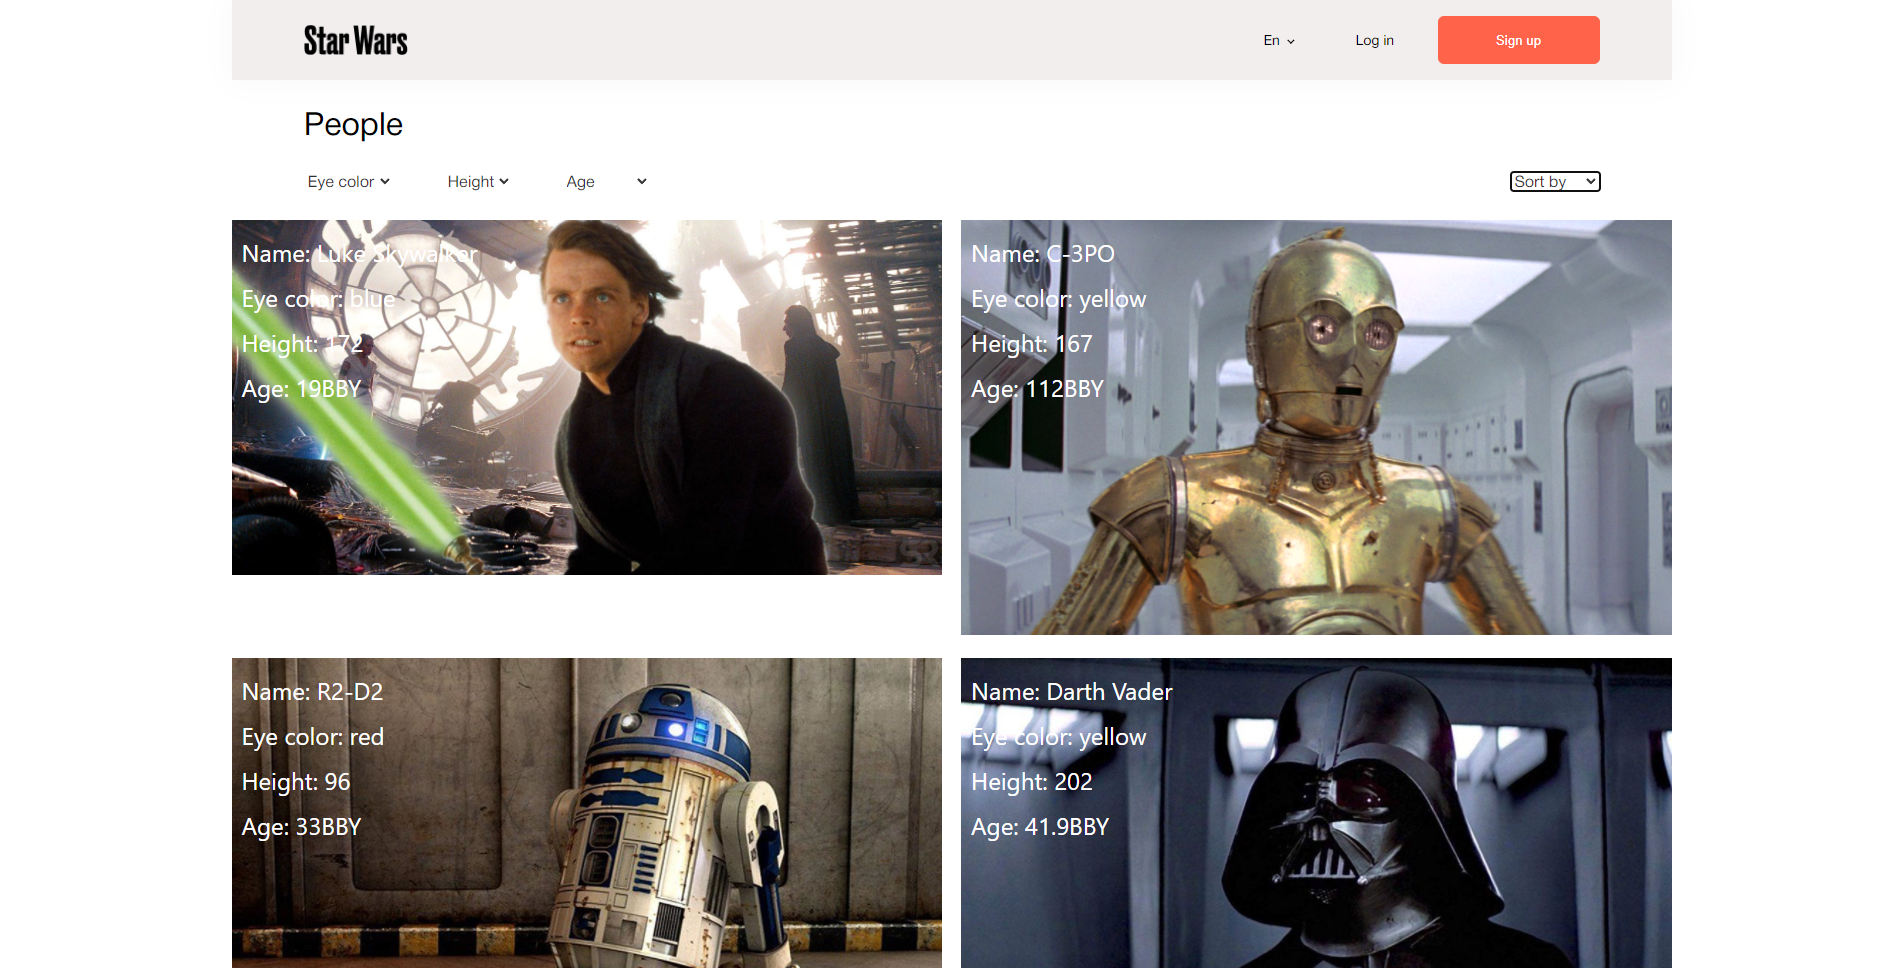 Star Wars
En
Log in
Sign up
People
Eye color
Height
Age
Sort by
Name: Luke Skywalker
Eye color: blue
Height: 172
Age: 19BBY
Name: C-3PO
Eye color: yellow
Height: 167
Age: 112BBY
Name: R2-D2
Eye color: red
Height: 96
Age: 33BBY
Name: Darth Vader
Eye color: yellow
Height: 202
Age: 41.9BBY